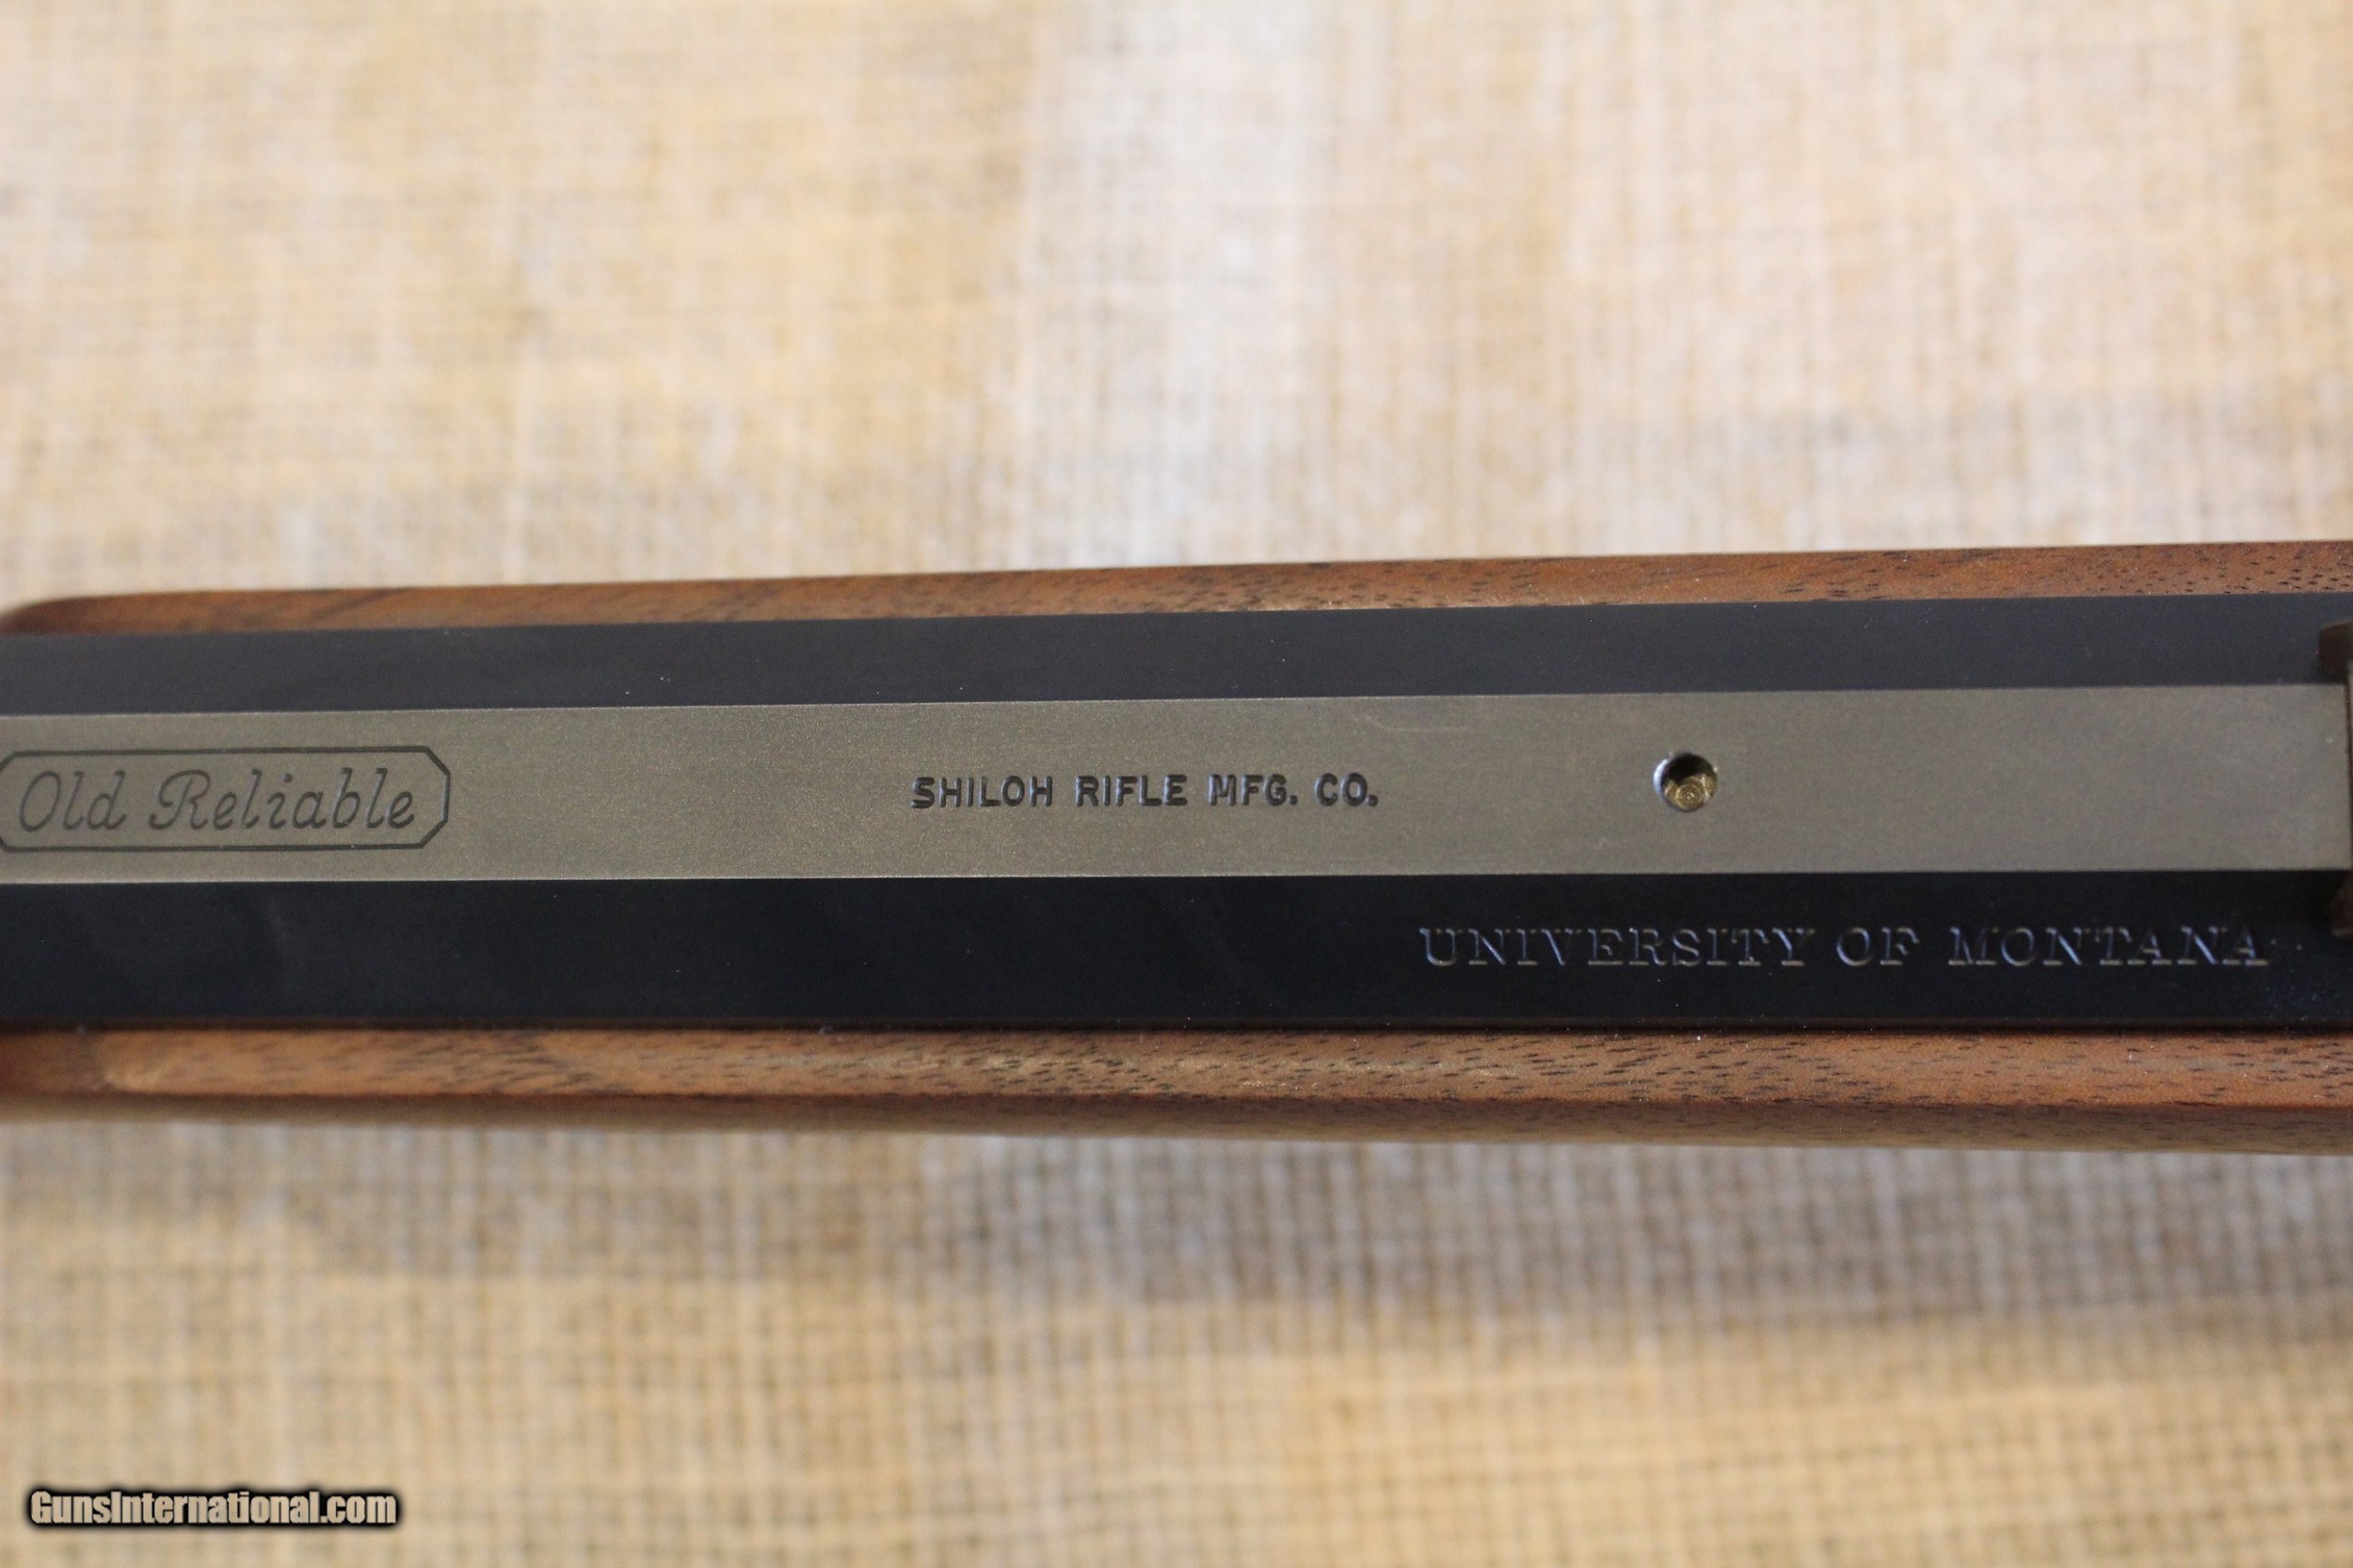 Old Reliable
SHILOH RIFLE MFG. CO.
UNIVERSITY OF MONTANA
GunsInternational.com